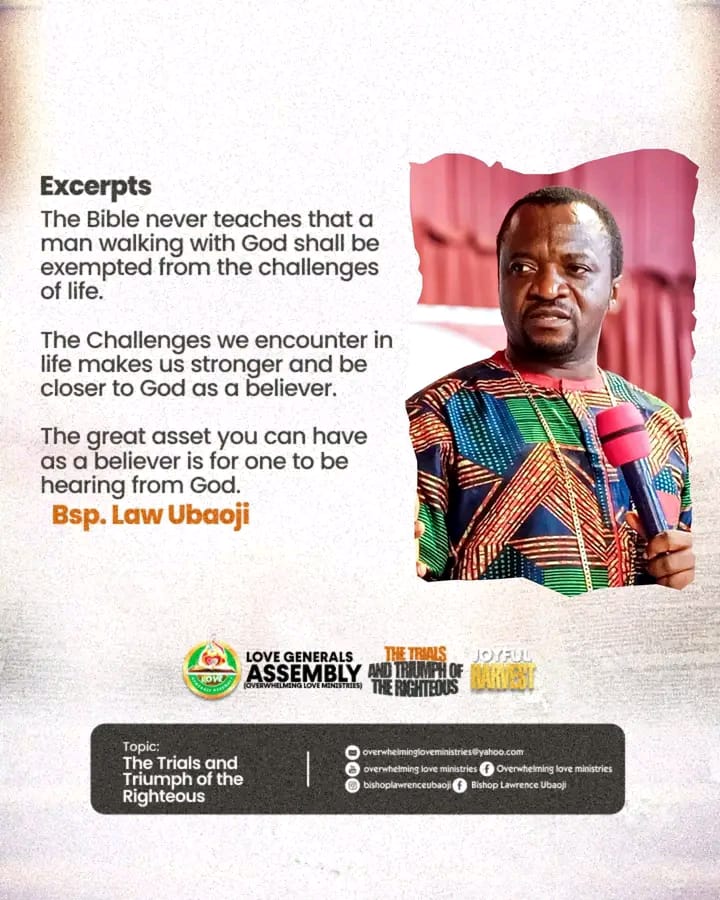 Excerpts
The Bible never teaches that a
man walking with God shall be
exempted from the challenges
of life.
The Challenges we encounter in
life makes us stronger and be
closer to God as a believer.
The great asset you can have
as a believer is for one to be
hearing from God.
Bsp. Law Ubaoji
LOVE GENERALS
ASSEMBLY
(OVERWHELMING LOVE MINISTRIES)
THE TRIALS
AND TRIUMPH OF
THE RIGHTEOUS
JOYFUL
HARVEST
Topic:
The Trials and
Triumph of the
Righteous
overwhelmingloveministries@yahoo.com
overwhelming love ministries Overwhelming love ministries
bishoplawrenceubaoji Bishop Lawrence Ubaoji